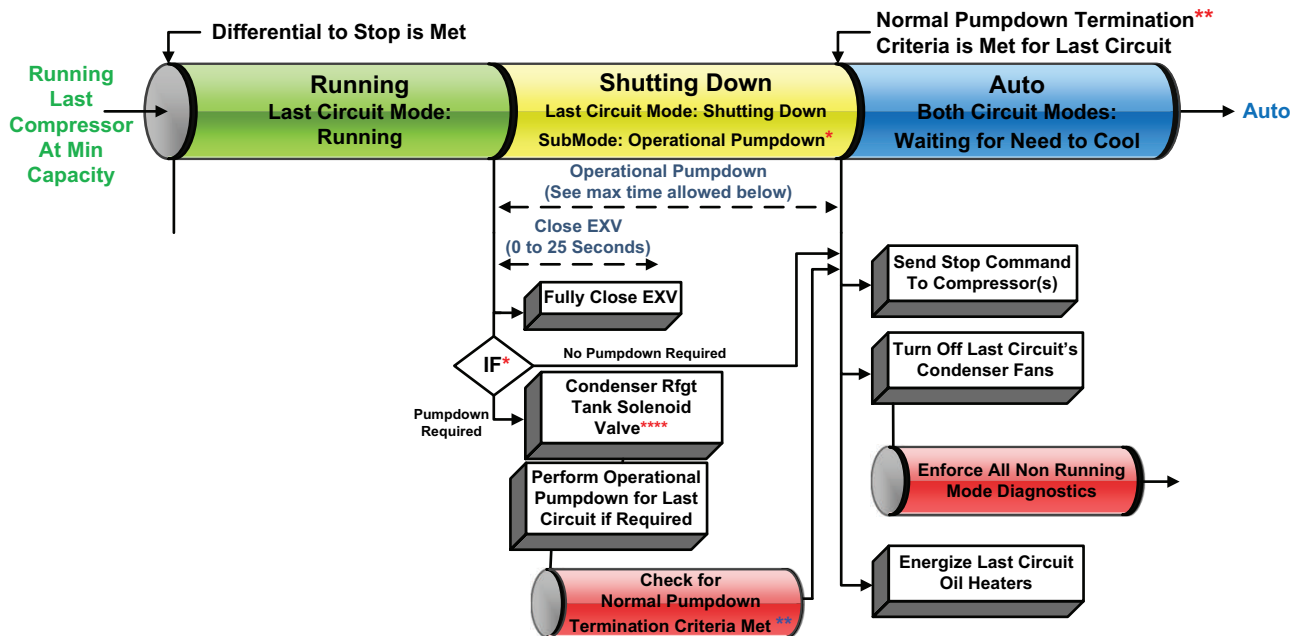 Differential to Stop is Met
Normal Pumpdown Termination**
Criteria is Met for Last Circuit
Running
Last
Compressor
At Min
Capacity
Running
Last Circuit Mode:
Running
Shutting Down
Last Circuit Mode: Shutting Down
SubMode: Operational Pumpdown*
Auto
Both Circuit Modes:
Waiting for Need to Cool
Auto
Operational Pumpdown
(See max time allowed below)
Close EXV
(0 to 25 Seconds)
Fully Close EXV
IF*
No Pumpdown Required
Pumpdown
Required
Condenser Rfgt
Tank Solenoid
Valve****
Perform Operational
Pumpdown for Last
Circuit if Required
Check for
Normal Pumpdown
Termination Criteria Met **
Send Stop Command
To Compressor(s)
Turn Off Last Circuit’s
Condenser Fans
Enforce All Non Running
Mode Diagnostics
Energize Last Circuit
Oil Heaters